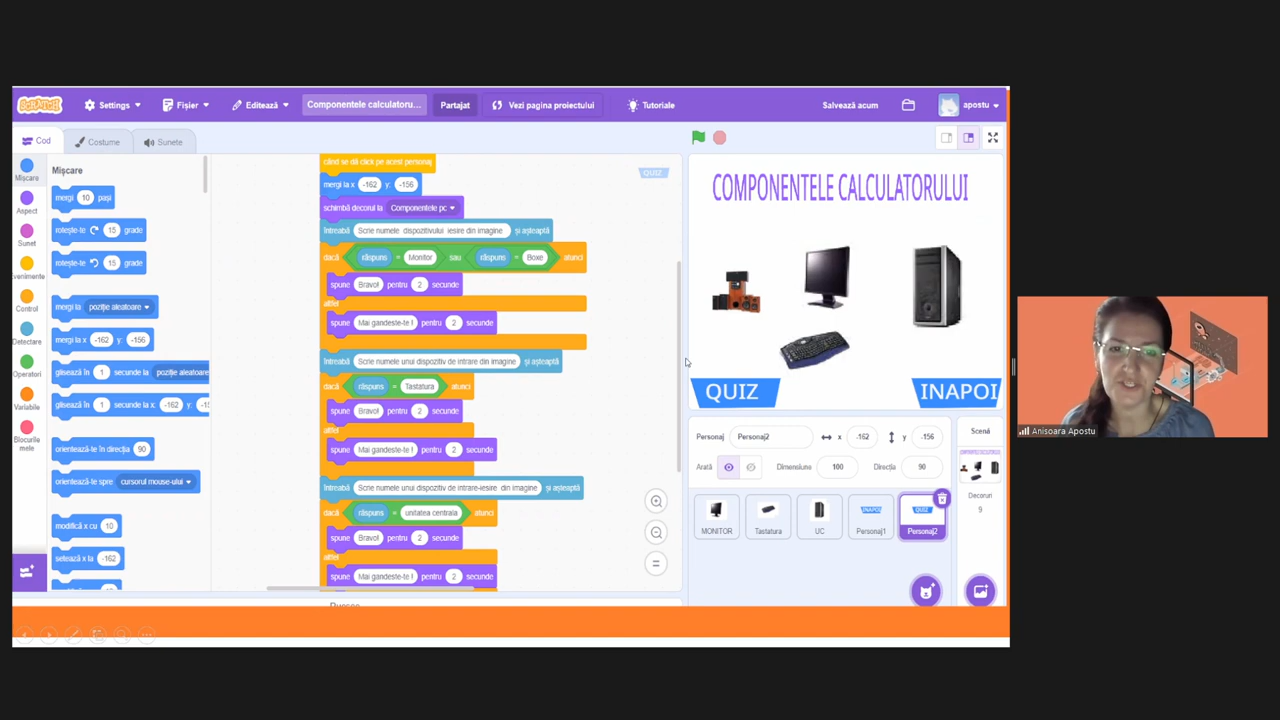 SCRATCH
Settings
Fișier
Editează
Componentele calculatoru...
Partajat
Vezi pagina proiectului
Tutoriale
Salvează acum
apostu
Cod
Costume
Sunete
Mișcare
Aspect
Sunet
Evenimente
Control
Detectare
Operatori
Variabile
Blocurile
mele
Mișcare
mergi 10 pași
rotește-te 15 grade
rotește-te 15 grade
mergi la poziție aleatoare
mergi la x -162 y: -156
glisează în 1 secunde la poziție aleatoare
glisează în 1 secunde la x: -162 y: -15
orientează-te în direcția 90
orientează-te spre cursorul mouse-ului
modifică x cu 10
setează x la -162
când se dă click pe acest personaj
mergi la x -162 y: -156
schimbă decorul la Componentele pc
întreabă Scrie numele dispozitivului iesire din imagine și așteaptă
dacă răspuns = Monitor sau răspuns = Boxe atunci
spune Bravo! pentru 2 secunde
altfel
spune Mai gandeste-te ! pentru 2 secunde
întreabă Scrie numele unui dispozitiv de intrare din imagine și așteaptă
dacă răspuns = Tastatura atunci
spune Bravo! pentru 2 secunde
altfel
spune Mai gandeste-te ! pentru 2 secunde
întreabă Scrie numele unui dispozitiv de intrare-iesire din imagine și așteaptă
dacă răspuns = unitatea centrala atunci
spune Bravo! pentru 2 secunde
altfel
spune Mai gandeste-te ! pentru 2 secunde
QUIZ
COMPONENTELE CALCULATORULUI
QUIZ
INAPOI
Personaj Personaj2 x -162 y -156
Arată Dimensiune 100 Direcția 90
MONITOR
Tastatura
UC
INAPOI
Personaj1
QUIZ
Personaj2
Scenă
COMPONENTELE CALCULATORULUI
Decoruri
9
Anisoara Apostu